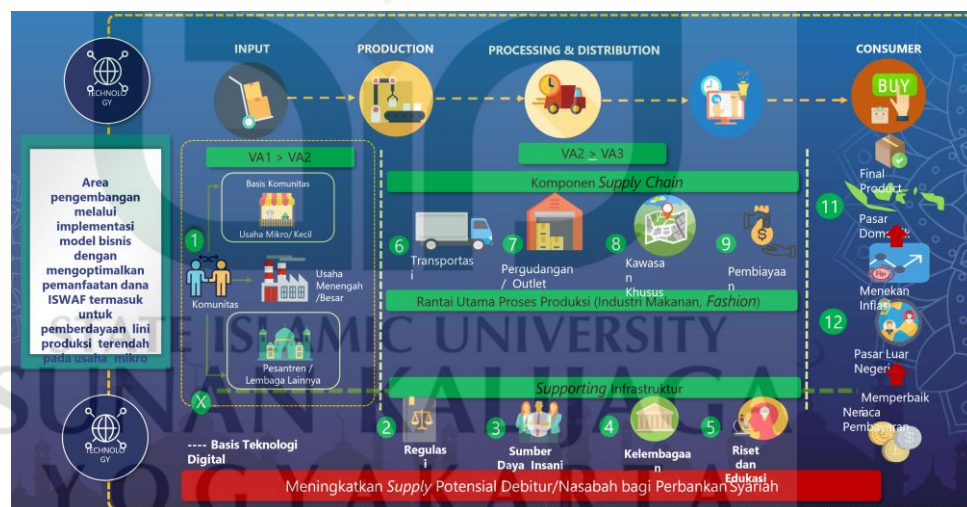 INPUT
PRODUCTION
PROCESSING & DISTRIBUTION
CONSUMER
TECHNOLO
GY
BUY
VA1 > VA2
VA2 > VA3
Area
pengembangan
melalui
implementasi
model bisnis
dengan
mengoptimalkan
pemanfaatan dana
ISWAF termasuk
untuk
pemberdayaan lini
produksi terendah
pada usaha mikro
Basis Komunitas
Usaha Mikro/ Kecil
1
Komunitas
Usaha
Menengah
/Besar
Pesantren /
Lembaga Lainnya
X
Komponen Supply Chain
6
Transportas
i
7
Pergudangan
/ Outlet
8
Kawasa
n
Khusus
9
Pembiayaa
n
Rantai Utama Proses Produksi (Industri Makanan, Fashion)
Supporting Infrastruktur
2
Regulas
i
3
Sumber
Daya Insani
4
Kelembagaa
n
5
Riset
dan
Edukasi
Final
Product
11
Pasar
Domestik
Rp
Menekan
Inflasi
12
Pasar Luar
Negeri
Memperbaik
i
Neraca
Pembayaran
TECHNOLO
GY
---- Basis Teknologi
Digital
Meningkatkan Supply Potensial Debitur/Nasabah bagi Perbankan Syariah
STATE ISLAMIC UNIVERSITY
SUNAN KALIJAGA
YOGYAKARTA